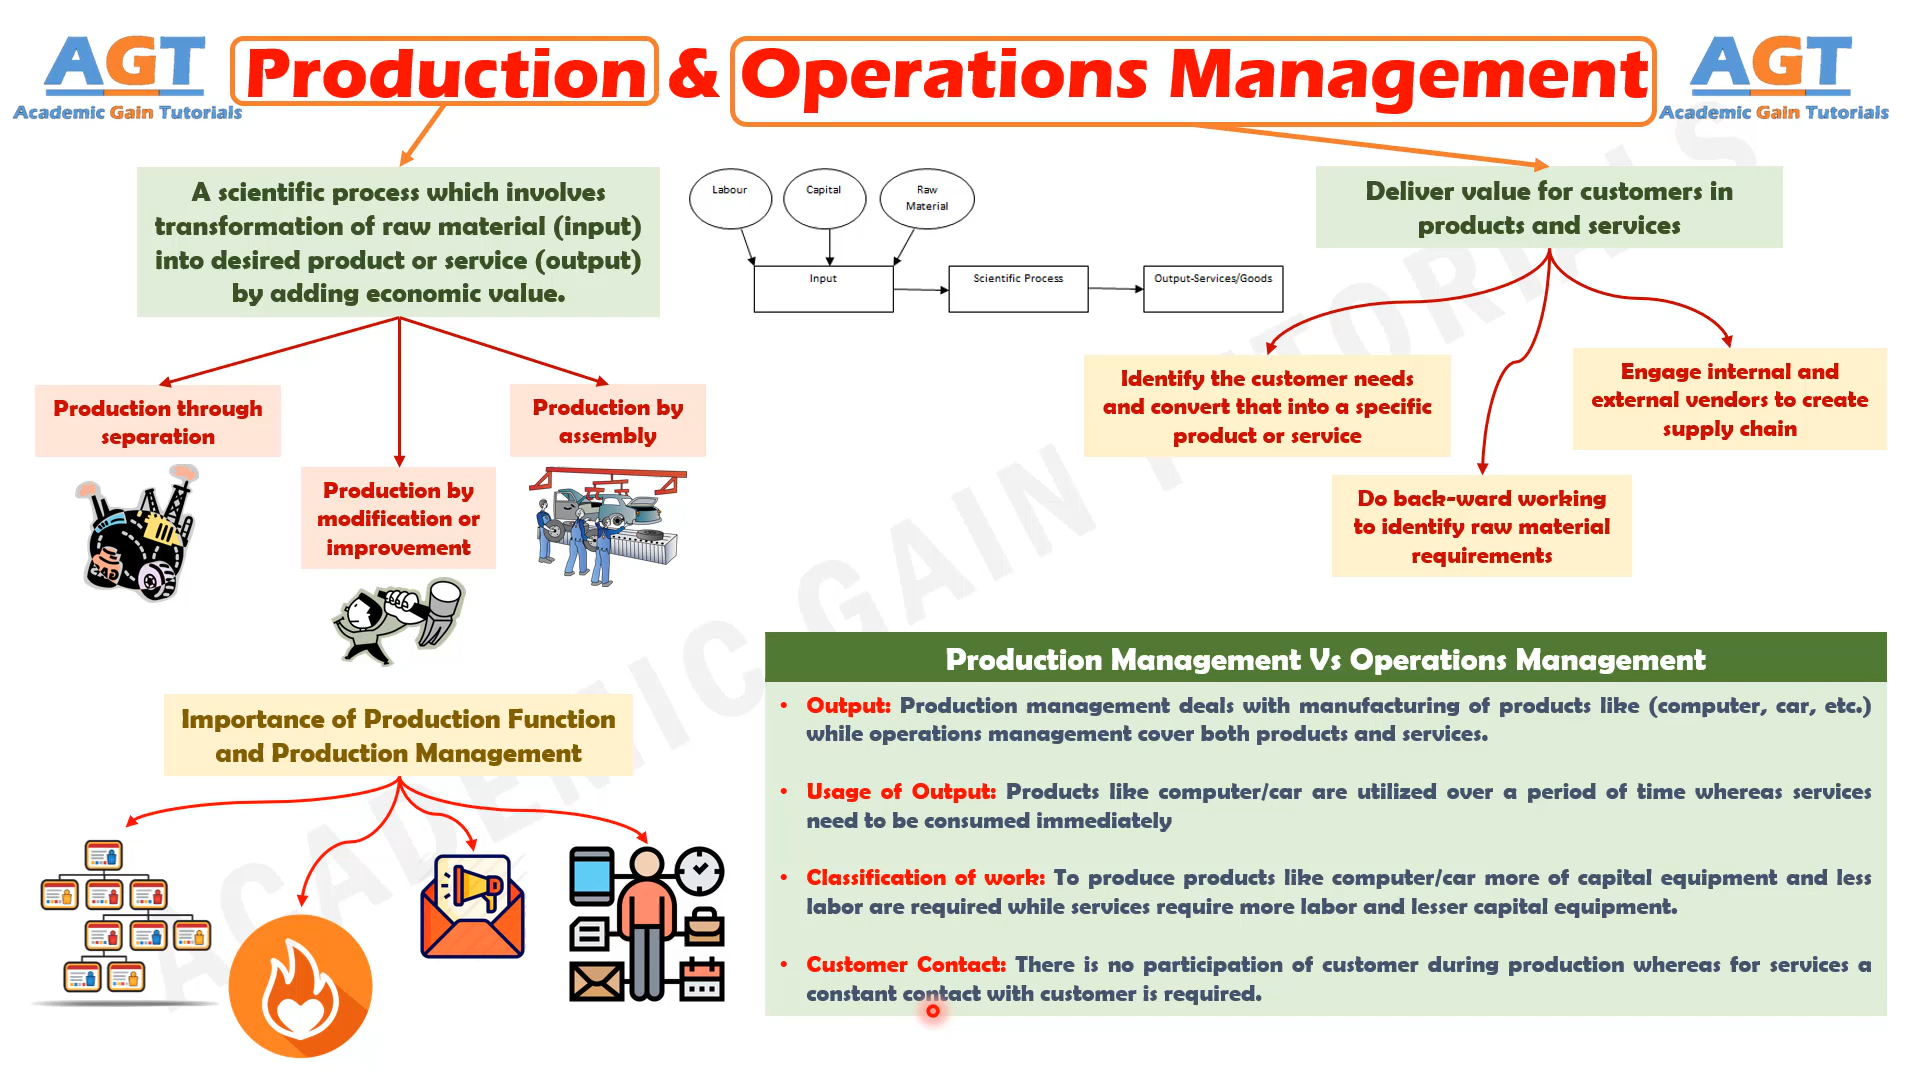 AGT
Academic Gain Tutorials
Production & Operations Management
AGT
Academic Gain Tutorials
A scientific process which involves
transformation of raw material (input)
into desired product or service (output)
by adding economic value.
Labour
Capital
Raw
Material
Input
Scientific Process
Output-Services/Goods
Deliver value for customers in
products and services
Production through
separation
Production by
modification or
improvement
Production by
assembly
Identify the customer needs
and convert that into a specific
product or service
Do back-ward working
to identify raw material
requirements
Engage internal and
external vendors to create
supply chain
Importance of Production Function
and Production Management
Production Management Vs Operations Management
• Output: Production management deals with manufacturing of products like (computer, car, etc.)
while operations management cover both products and services.
• Usage of Output: Products like computer/car are utilized over a period of time whereas services
need to be consumed immediately
• Classification of work: To produce products like computer/car more of capital equipment and less
labor are required while services require more labor and lesser capital equipment.
• Customer Contact: There is no participation of customer during production whereas for services a
constant contact with customer is required.
ACADEMIC GAIN TUTORIALS